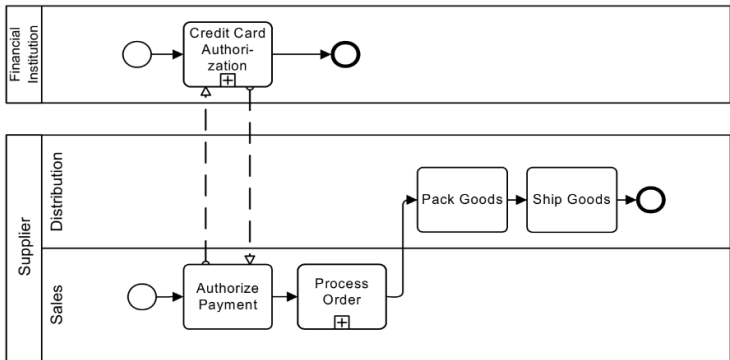 Financial
Institution
Credit Card
Authori-
zation
Supplier
Distribution
Pack Goods
Ship Goods
Sales
Authorize
Payment
Process
Order